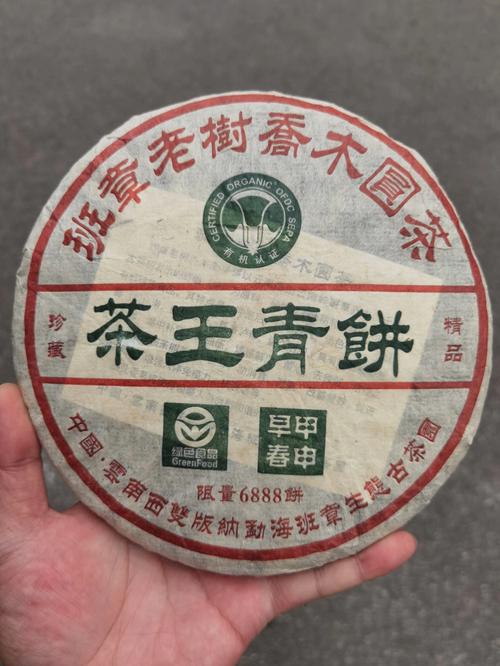 班章老樹喬木圓茶
CERTIFIED ORGANIC OFDC SEPA
有机认证
珍藏
茶王青餅
精品
绿色食品
GreenFood
甲申
早春
限量6888餅
中國·雲南西雙版納勐海班章生態古茶園